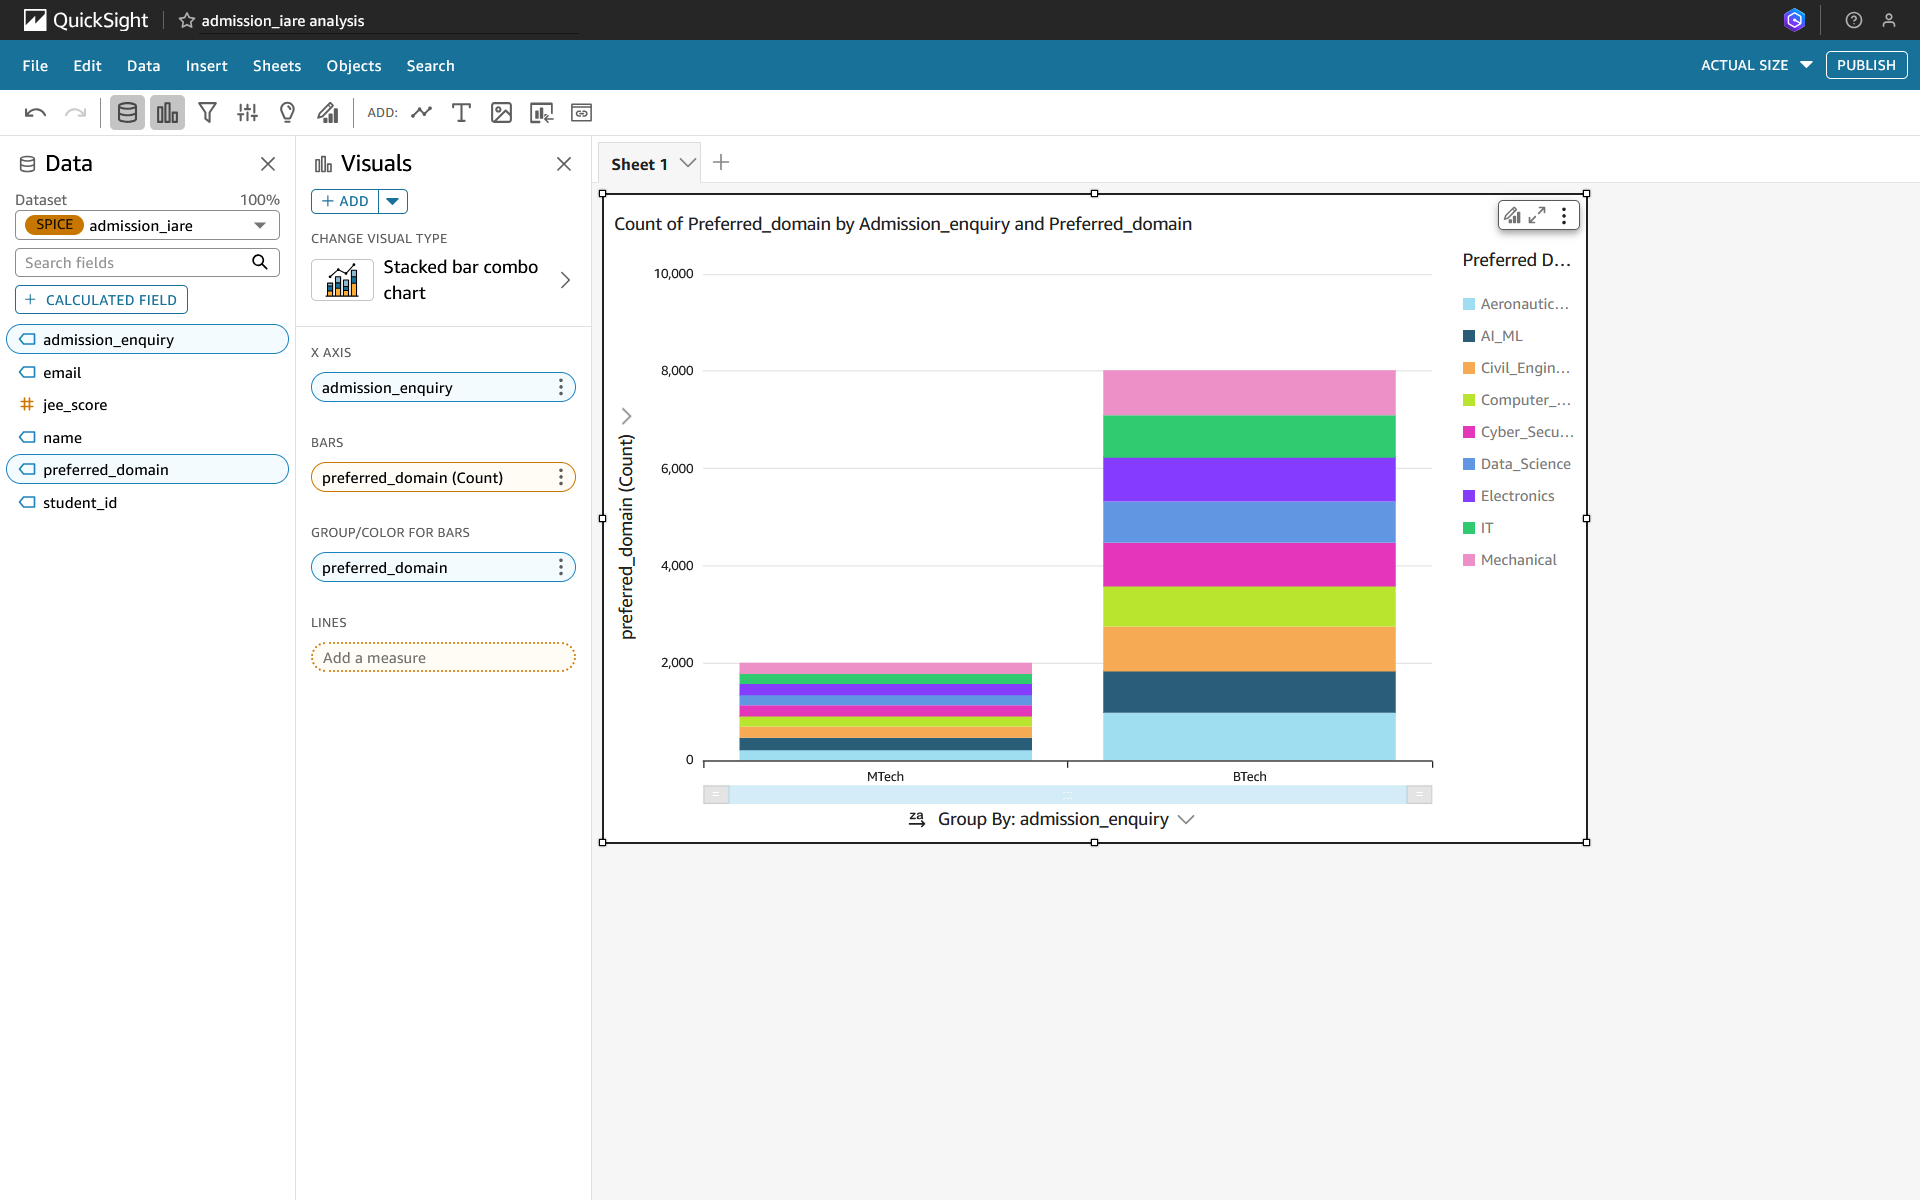 QuickSight
admission_iare analysis
File Edit Data Insert Sheets Objects Search
ACTUAL SIZE
PUBLISH
ADD:
Data
Dataset 100%
SPICE admission_iare
Search fields
+ CALCULATED FIELD
admission_enquiry
email
jee_score
name
preferred_domain
student_id
Visuals
+ ADD
CHANGE VISUAL TYPE
Stacked bar combo
chart
X AXIS
admission_enquiry
BARS
preferred_domain (Count)
GROUP/COLOR FOR BARS
preferred_domain
LINES
Add a measure
Sheet 1
Count of Preferred_domain by Admission_enquiry and Preferred_domain
preferred_domain (Count)
10,000
8,000
6,000
4,000
2,000
0
MTech
BTech
za Group By: admission_enquiry
Preferred D...
Aeronautic...
AI_ML
Civil_Engin...
Computer_...
Cyber_Secu...
Data_Science
Electronics
IT
Mechanical